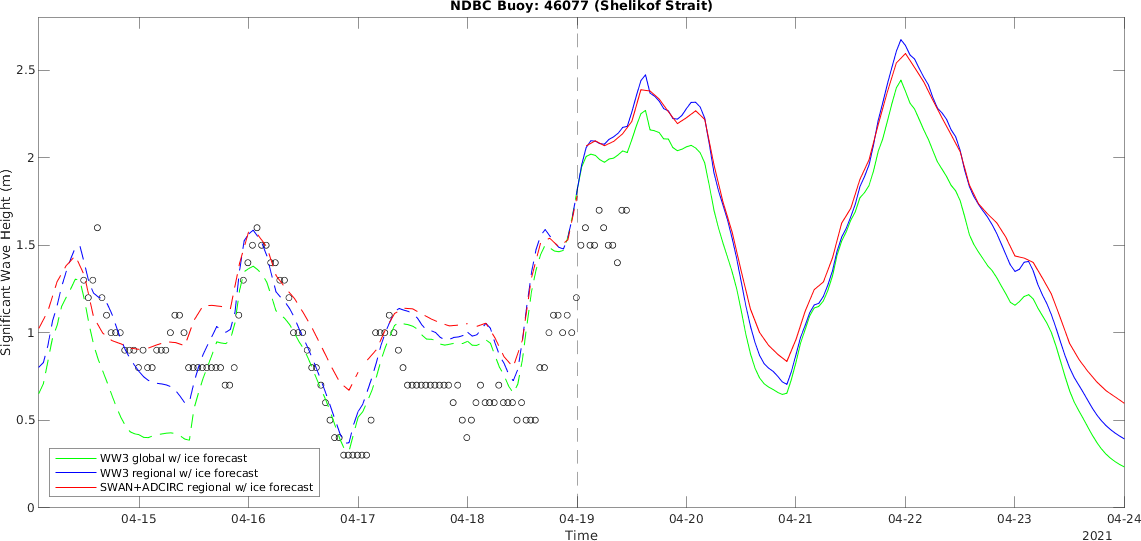 NDBC Buoy: 46077 (Shelikof Strait)
2.5
2
1.5
1
0.5
0
Significant Wave Height (m)
WW3 global w/ ice forecast
WW3 regional w/ ice forecast
SWAN+ADCIRC regional w/ ice forecast
04-15 04-16 04-17 04-18 04-19 04-20 04-21 04-22 04-23 04-24
Time
2021